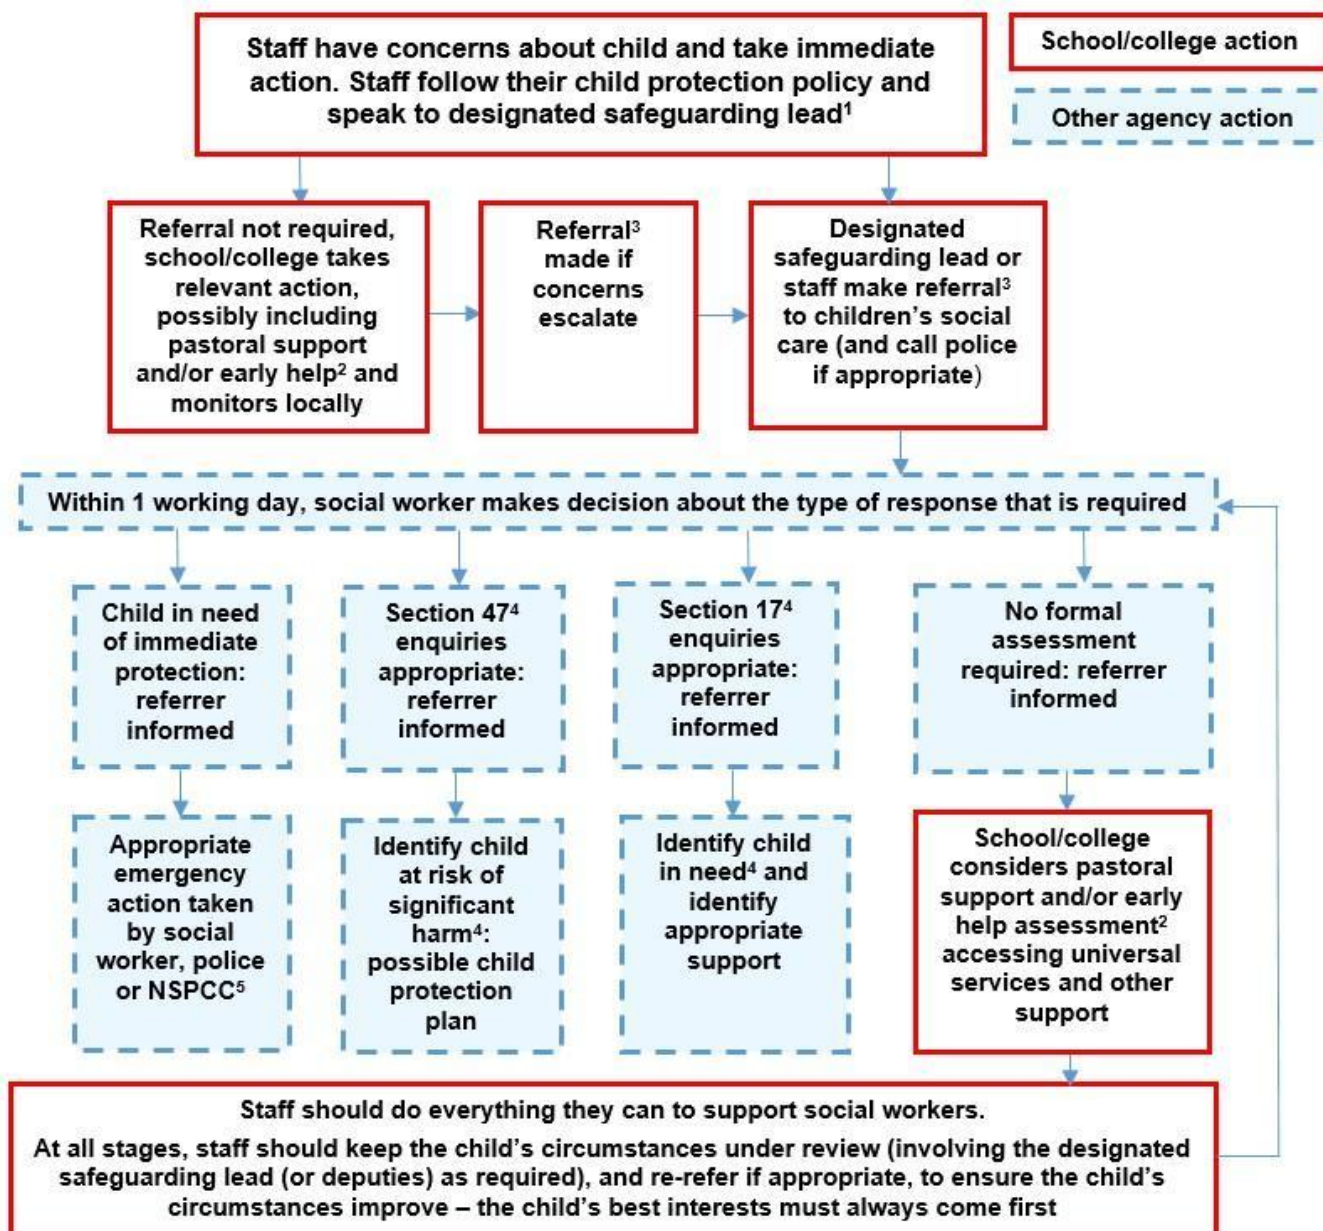 Staff have concerns about child and take immediate
action. Staff follow their child protection policy and
speak to designated safeguarding lead¹
School/college action
Other agency action
Referral not required,
school/college takes
relevant action,
possibly including
pastoral support
and/or early help² and
monitors locally
Referral³
made if
concerns
escalate
Designated
safeguarding lead or
staff make referral³
to children’s social
care (and call police
if appropriate)
Within 1 working day, social worker makes decision about the type of response that is required
Child in need
of immediate
protection:
referrer
informed
Section 47⁴
enquiries
appropriate:
referrer
informed
Section 17⁴
enquiries
appropriate:
referrer
informed
No formal
assessment
required: referrer
informed
Appropriate
emergency
action taken
by social
worker, police
or NSPCC⁵
Identify child
at risk of
significant
harm⁴:
possible child
protection
plan
Identify child
in need⁴ and
identify
appropriate
support
School/college
considers pastoral
support and/or early
help assessment²
accessing universal
services and other
support
Staff should do everything they can to support social workers.
At all stages, staff should keep the child’s circumstances under review (involving the designated
safeguarding lead (or deputies) as required), and re-refer if appropriate, to ensure the child’s
circumstances improve – the child’s best interests must always come first